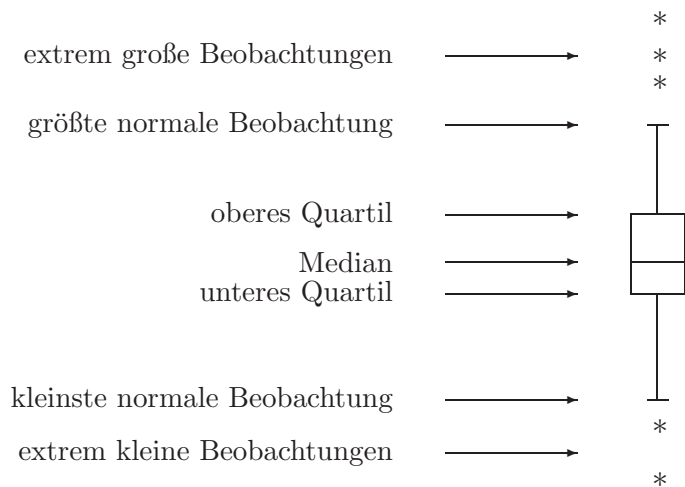 *
extrem große Beobachtungen *
*
größte normale Beobachtung
oberes Quartil
Median
unteres Quartil
kleinste normale Beobachtung
*
extrem kleine Beobachtungen
*